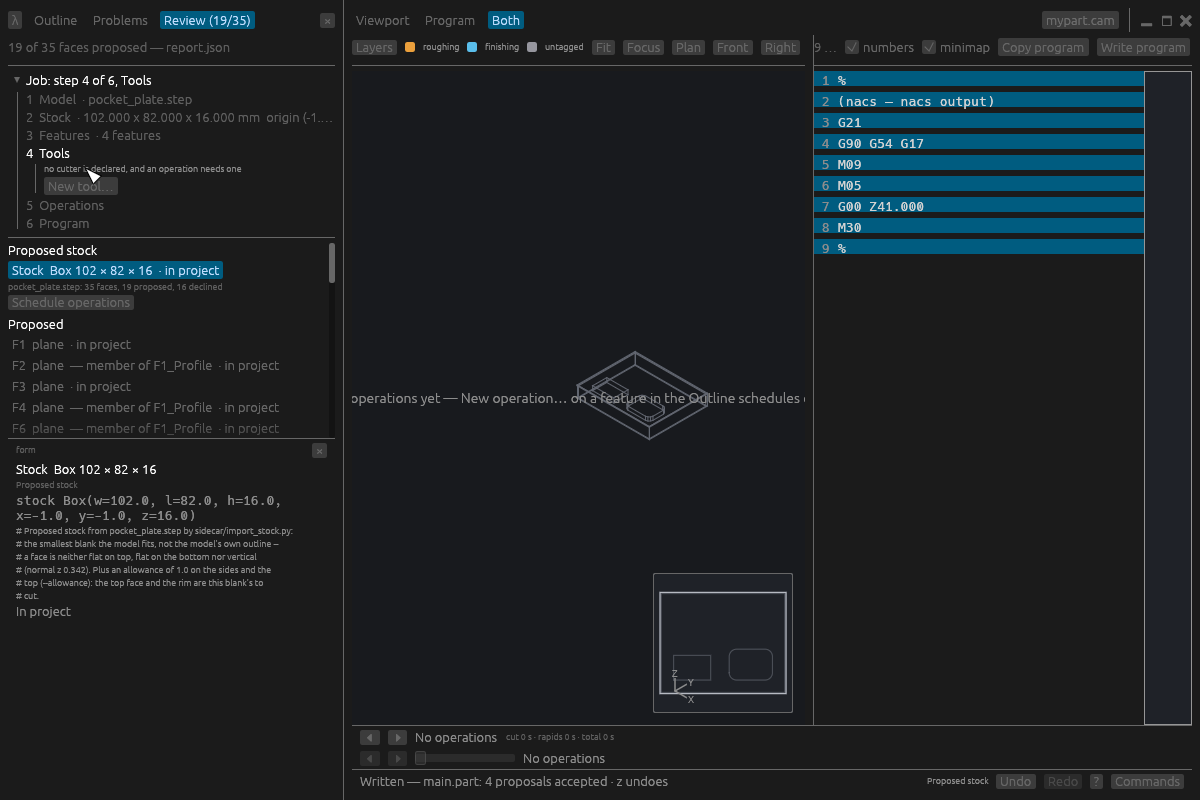 λ Outline Problems Review (19/35) ×
19 of 35 faces proposed — report.json
Job: step 4 of 6, Tools
1 Model · pocket_plate.step
2 Stock · 102.000 x 82.000 x 16.000 mm origin (-1....
3 Features · 4 features
4 Tools
no cutter is declared, and an operation needs one
New tool...
5 Operations
6 Program
Proposed stock
Stock Box 102 × 82 × 16 · in project
pocket_plate.step: 35 faces, 19 proposed, 16 declined
Schedule operations
Proposed
F1 plane · in project
F2 plane — member of F1_Profile · in project
F3 plane · in project
F4 plane — member of F1_Profile · in project
F6 plane — member of F1_Profile · in project
form ×
Stock Box 102 × 82 × 16
Proposed stock
stock Box(w=102.0, l=82.0, h=16.0,
x=-1.0, y=-1.0, z=16.0)
# Proposed stock from pocket_plate.step by sidecar/import_stock.py:
# the smallest blank the model fits, not the model's own outline —
# a face is neither flat on top, flat on the bottom nor vertical
# (normal z 0.342). Plus an allowance of 1.0 on the sides and the
# top (--allowance): the top face and the rim are this blank's to
# cut.
In project
Viewport Program Both mypart.cam
Layers roughing finishing untagged Fit Focus Plan Front Right
9 ... numbers minimap Copy program Write program
operations yet — New operation... on a feature in the Outline schedules
Z
Y
X
1 %
2 (nacs — nacs output)
3 G21
4 G90 G54 G17
5 M09
6 M05
7 G00 Z41.000
8 M30
9 %
No operations cut 0 s · rapids 0 s · total 0 s
No operations
Written — main.part: 4 proposals accepted · z undoes Proposed stock Undo Redo ? Commands